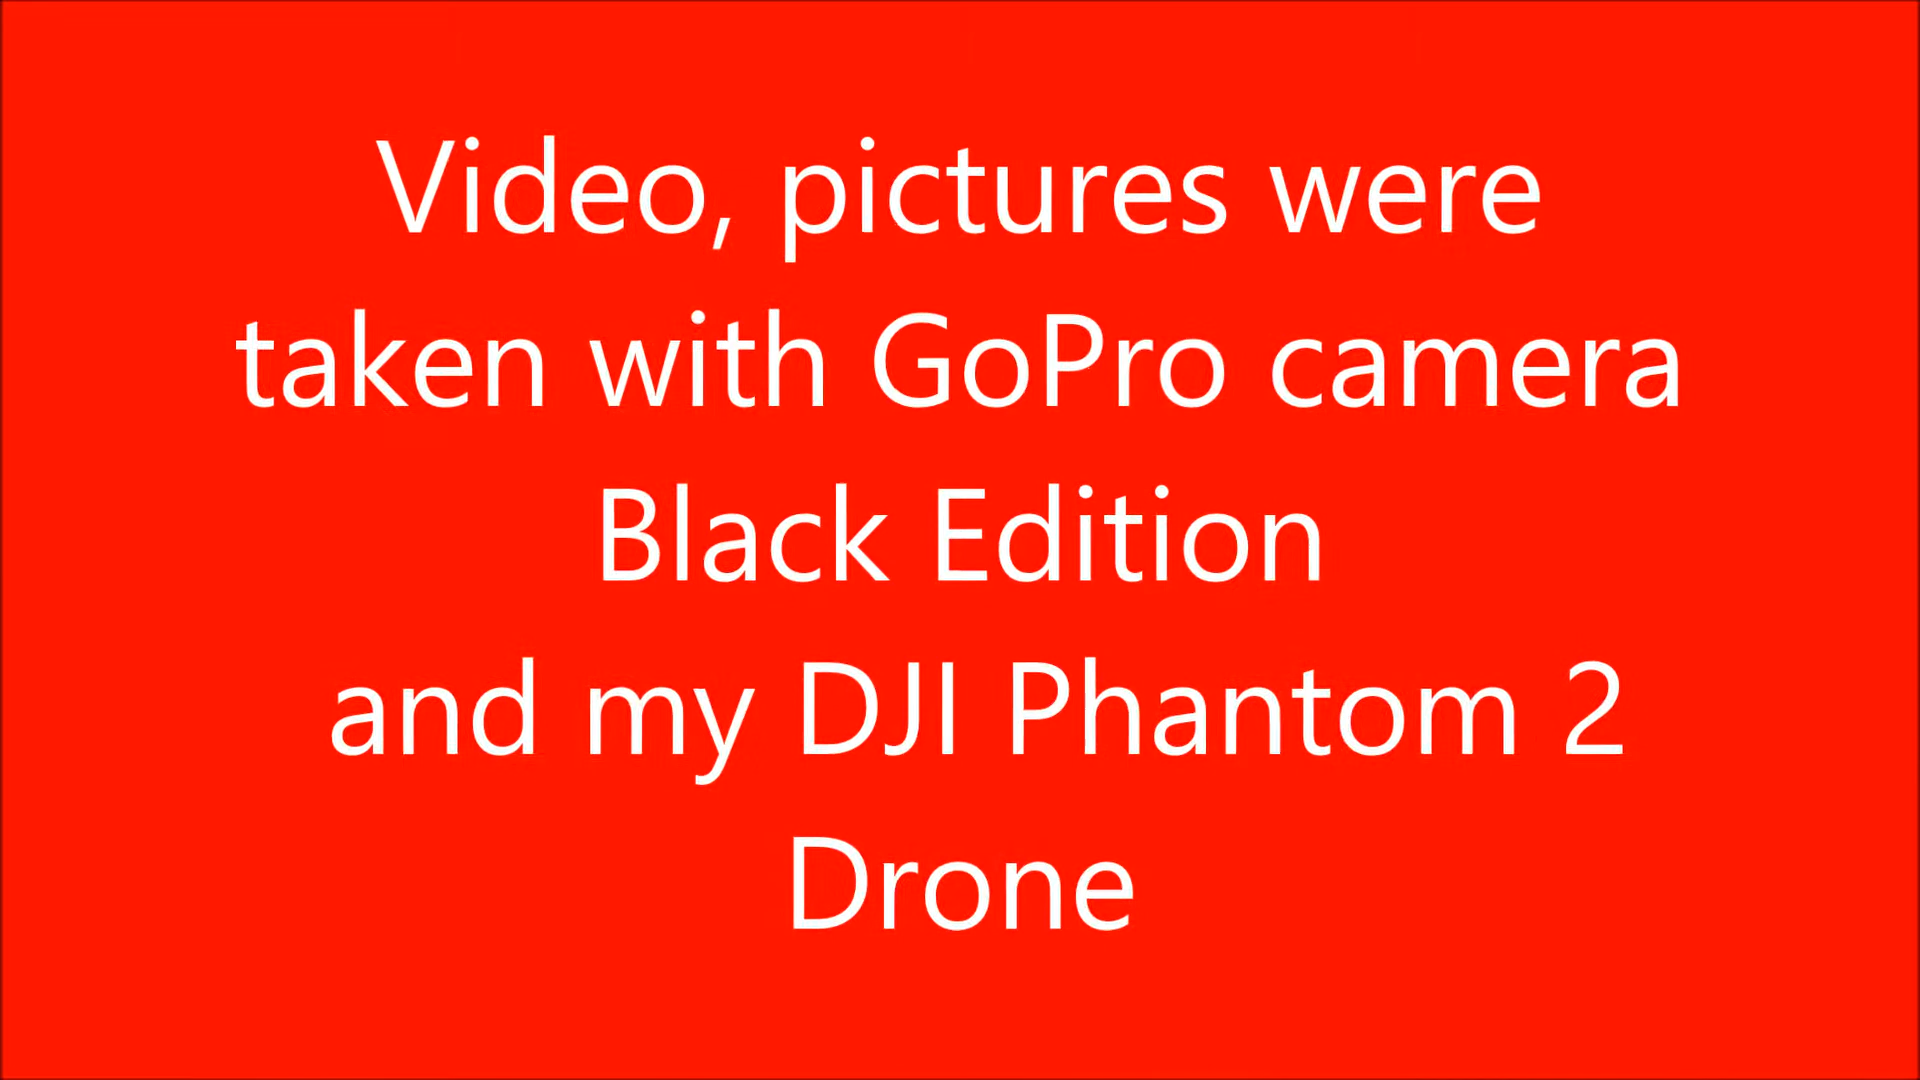 Video, pictures were
taken with GoPro camera
Black Edition
and my DJI Phantom 2
Drone